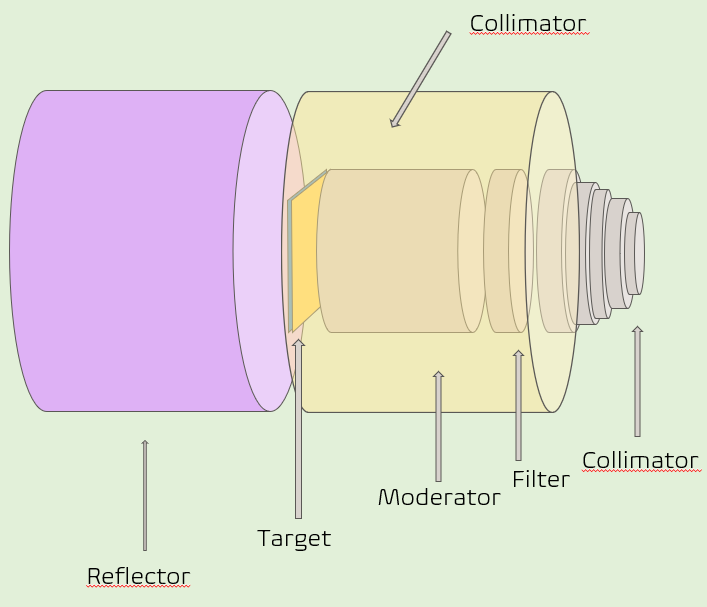 Collimator
Collimator
Filter
Moderator
Target
Reflector